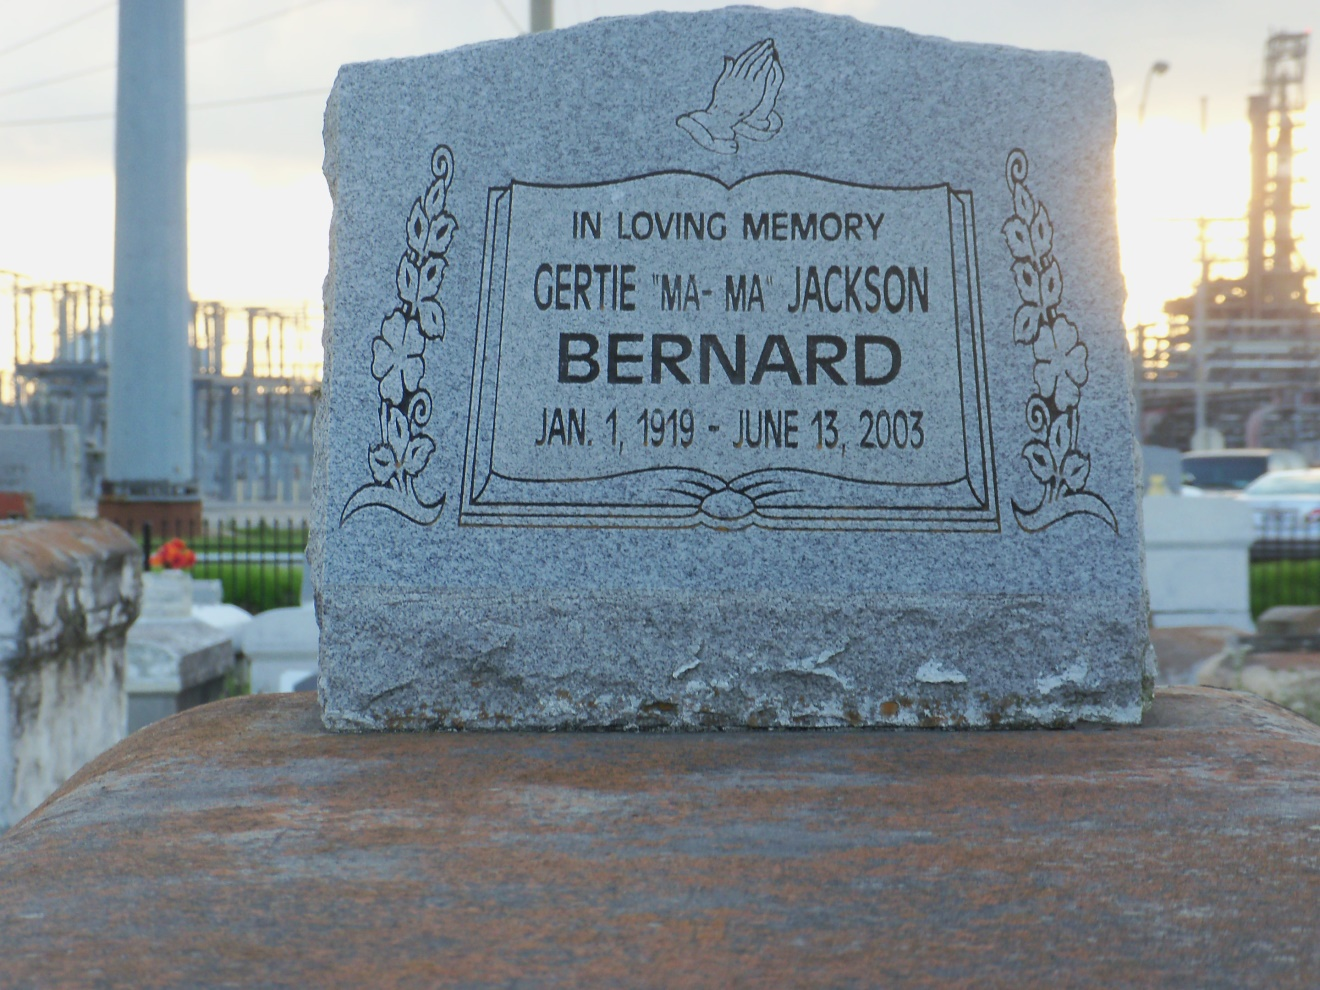 IN LOVING MEMORY
GERTIE "MA- MA" JACKSON
BERNARD
JAN. 1, 1919 - JUNE 13, 2003